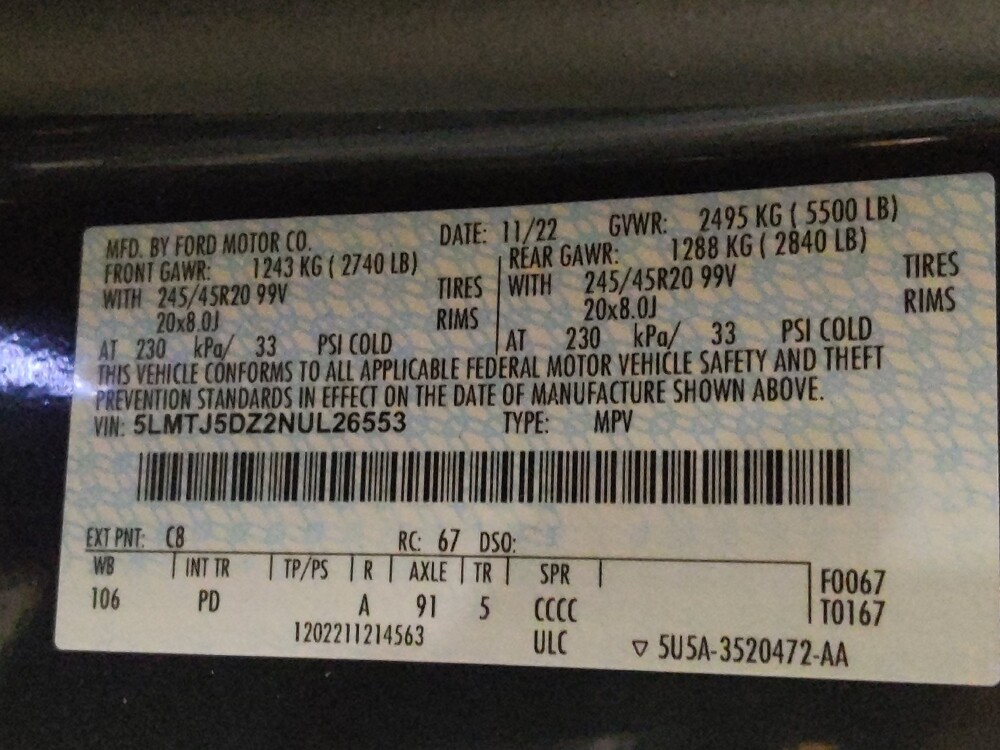 MFD. BY FORD MOTOR CO. DATE: 11/22 GVWR: 2495 KG ( 5500 LB)
FRONT GAWR: 1243 KG ( 2740 LB) REAR GAWR: 1288 KG ( 2840 LB)
WITH 245/45R20 99V TIRES WITH 245/45R20 99V TIRES
20x8.0J RIMS 20x8.0J RIMS
AT 230 kPa/ 33 PSI COLD AT 230 kPa/ 33 PSI COLD
THIS VEHICLE CONFORMS TO ALL APPLICABLE FEDERAL MOTOR VEHICLE SAFETY AND THEFT
PREVENTION STANDARDS IN EFFECT ON THE DATE OF MANUFACTURE SHOWN ABOVE.
VIN: 5LMTJ5DZ2NUL26553 TYPE: MPV
EXT PNT: C8 RC: 67 DSO:
WB INT TR TP/PS R AXLE TR SPR F0067
106 PD A 91 5 CCCC T0167
1202211214563 ULC ▽ 5U5A-3520472-AA